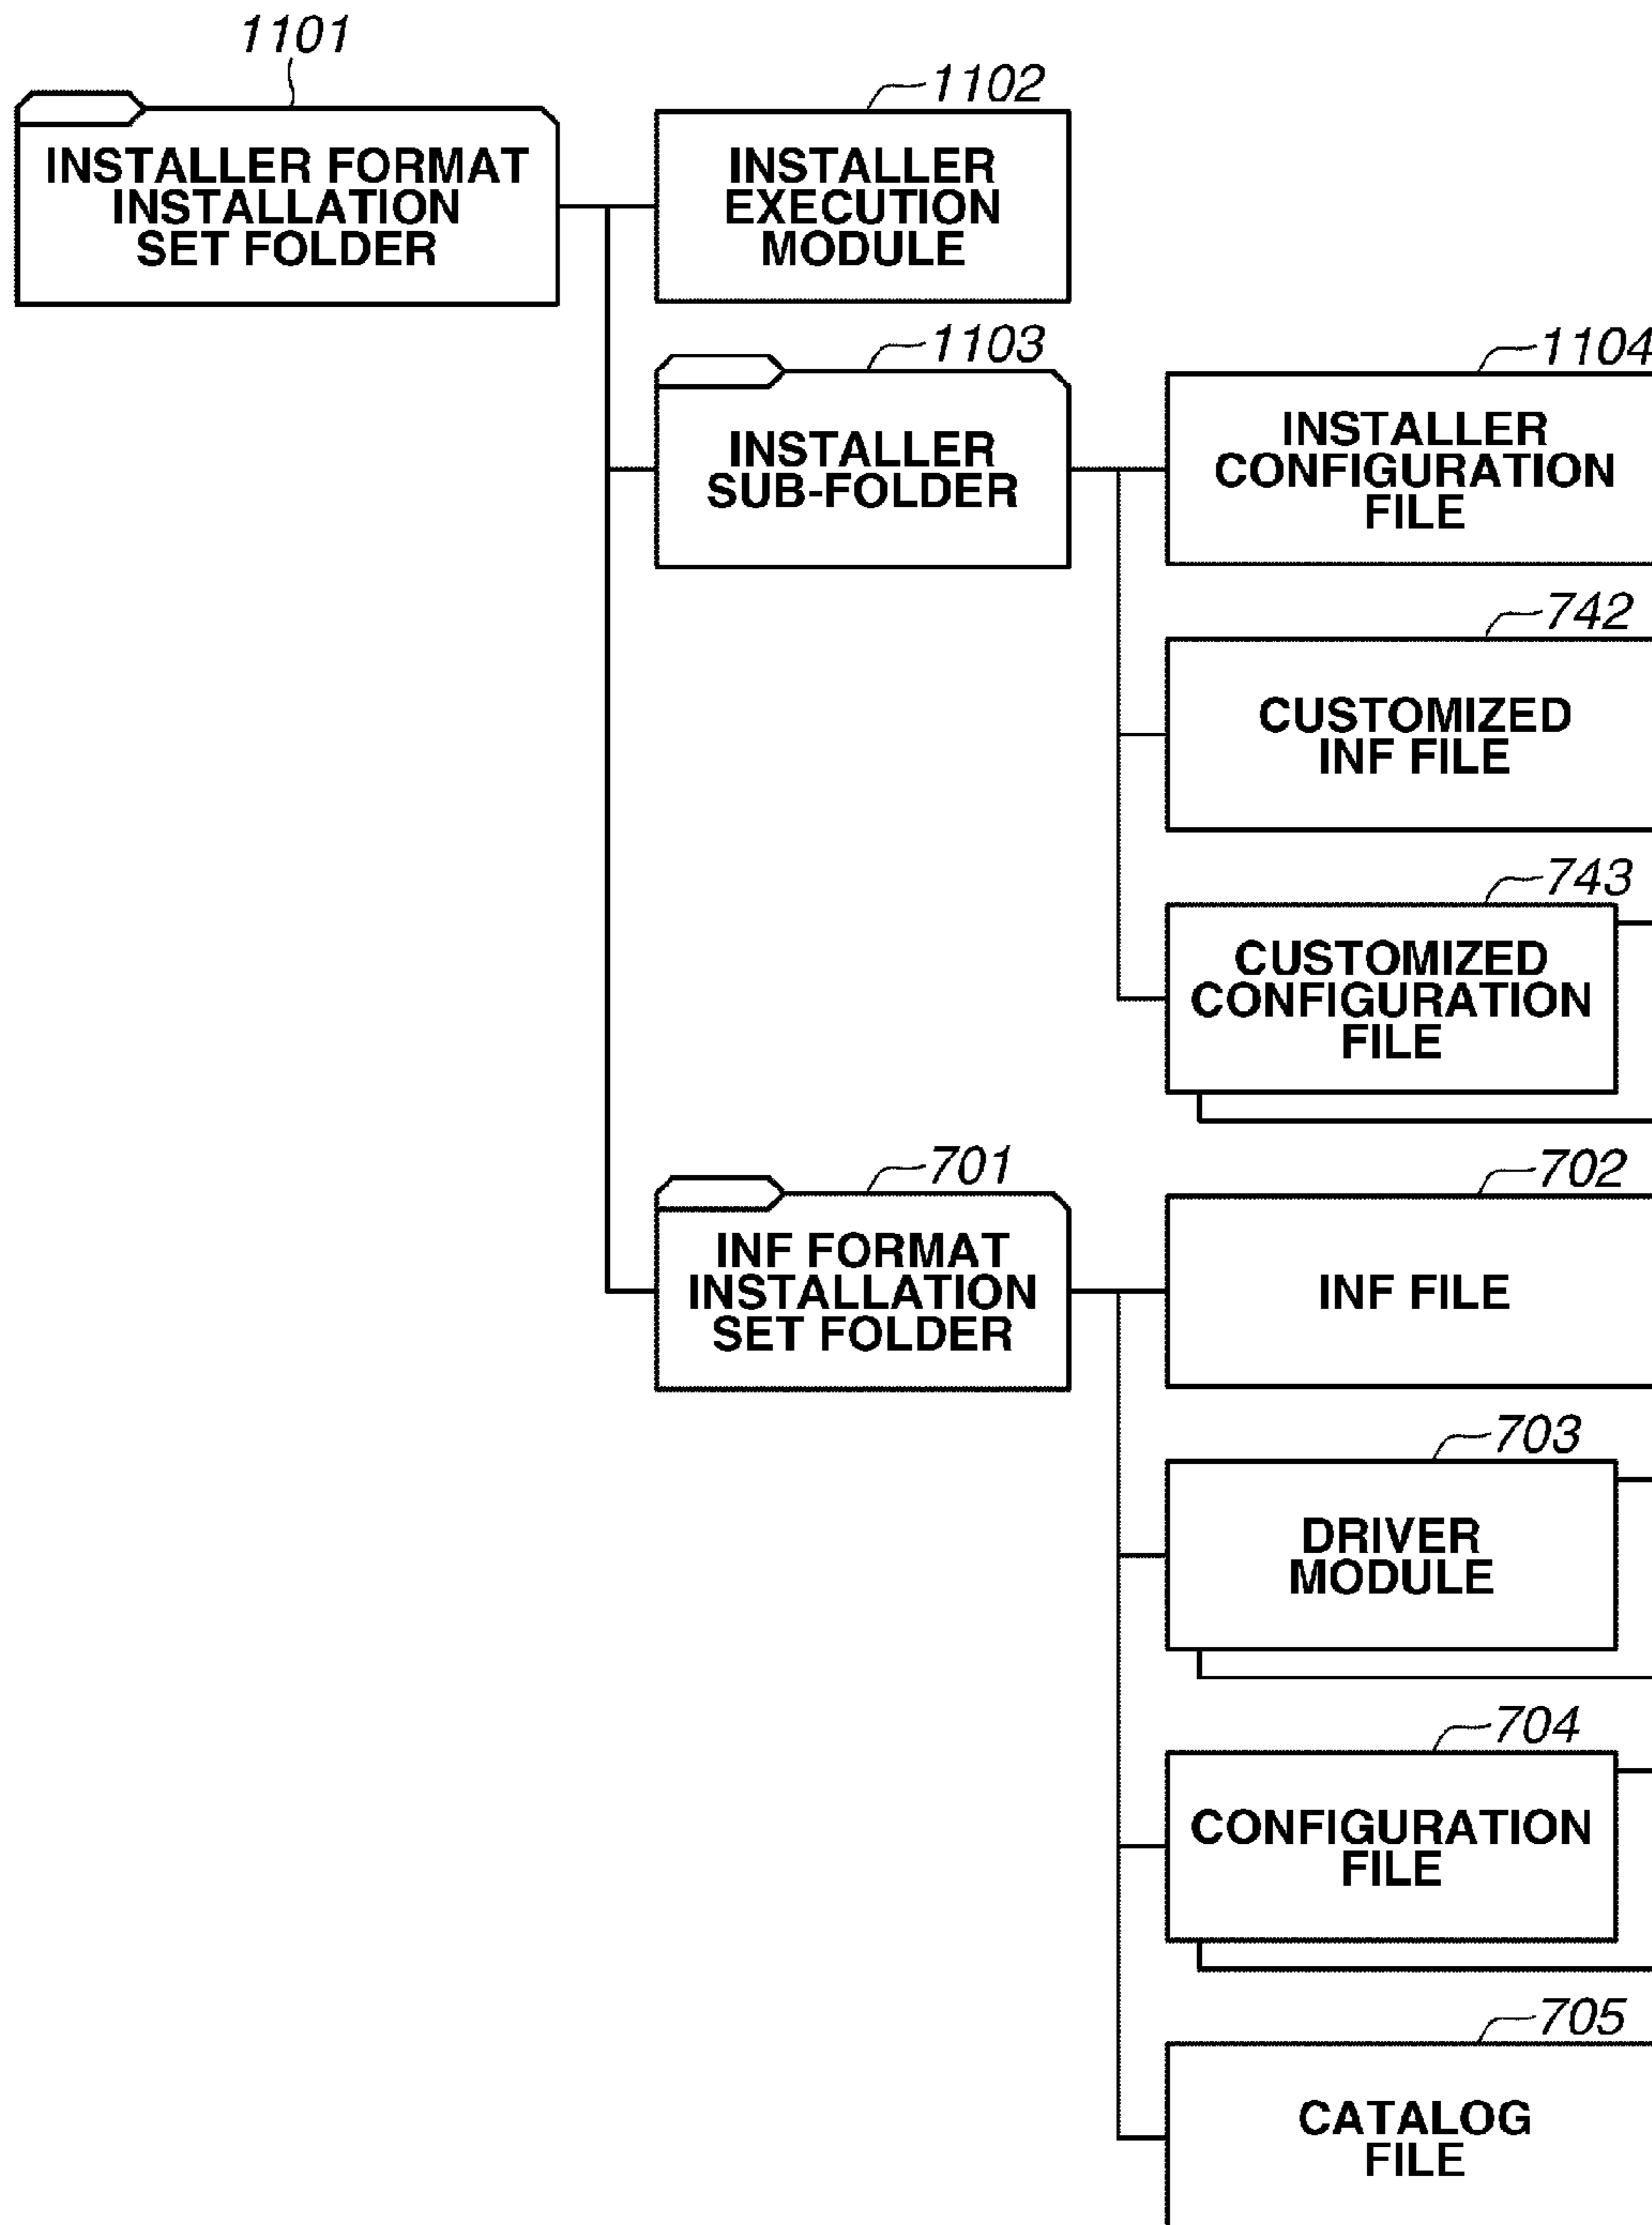 1101
INSTALLER FORMAT
INSTALLATION
SET FOLDER
1102
INSTALLER
EXECUTION
MODULE
1103
INSTALLER
SUB-FOLDER
1104
INSTALLER
CONFIGURATION
FILE
742
CUSTOMIZED
INF FILE
743
CUSTOMIZED
CONFIGURATION
FILE
701
INF FORMAT
INSTALLATION
SET FOLDER
702
INF FILE
703
DRIVER
MODULE
704
CONFIGURATION
FILE
705
CATALOG
FILE